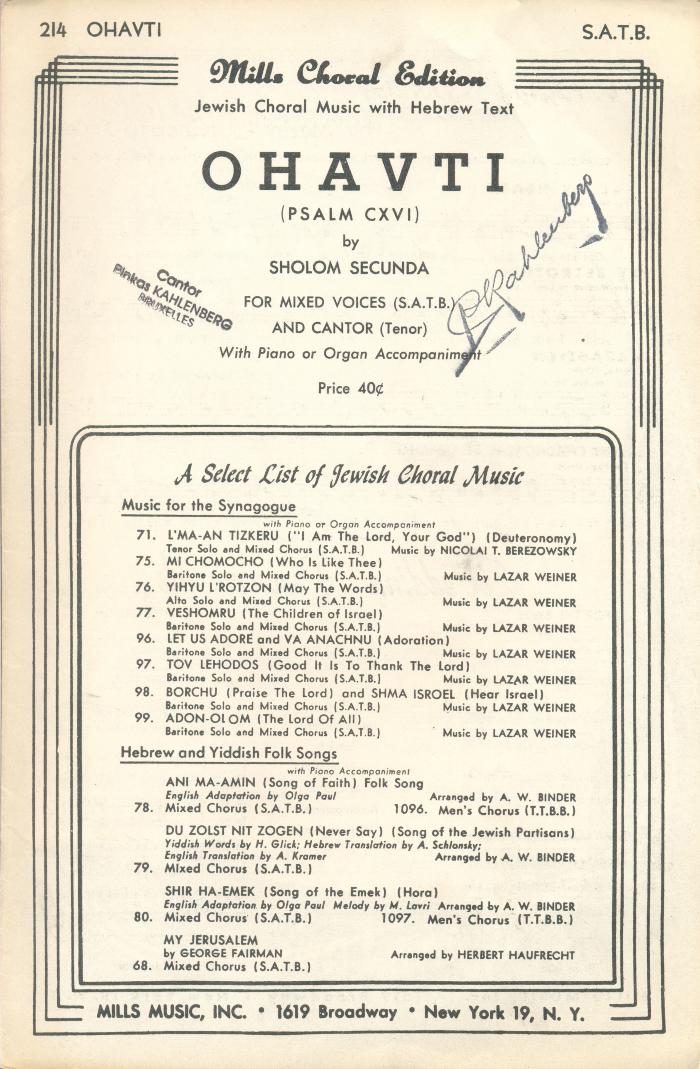 214 OHAVTI
S.A.T.B.
Mills Choral Edition
Jewish Choral Music with Hebrew Text
OHAVTI
(PSALM CXVI)
by
SHOLOM SECUNDA
FOR MIXED VOICES (S.A.T.B.)
AND CANTOR (Tenor)
With Piano or Organ Accompaniment
Price 40¢
Cantor
Pinkas KAHLENBERG
BRUXELLES
PKahlenberg
A Select List of Jewish Choral Music
Music for the Synagogue
with Piano or Organ Accompaniment
71. L'MA-AN TIZKERU ("I Am The Lord, Your God") (Deuteronomy)
Tenor Solo and Mixed Chorus (S.A.T.B.) Music by NICOLAI T. BEREZOWSKY
75. MI CHOMOCHO (Who Is Like Thee)
Baritone Solo and Mixed Chorus (S.A.T.B.) Music by LAZAR WEINER
76. YIHYU L'ROTZON (May The Words)
Alto Solo and Mixed Chorus (S.A.T.B.) Music by LAZAR WEINER
77. VESHOMRU (The Children of Israel)
Baritone Solo and Mixed Chorus (S.A.T.B.) Music by LAZAR WEINER
96. LET US ADORE and VA ANACHNU (Adoration)
Baritone Solo and Mixed Chorus (S.A.T.B.) Music by LAZAR WEINER
97. TOV LEHODOS (Good It Is To Thank The Lord)
Baritone Solo and Mixed Chorus (S.A.T.B.) Music by LAZAR WEINER
98. BORCHU (Praise The Lord) and SHMA ISROEL (Hear Israel)
Baritone Solo and Mixed Chorus (S.A.T.B.) Music by LAZAR WEINER
99. ADON-OLOM (The Lord Of All)
Baritone Solo and Mixed Chorus (S.A.T.B.) Music by LAZAR WEINER
Hebrew and Yiddish Folk Songs
with Piano Accompaniment
ANI MA-AMIN (Song of Faith) Folk Song
English Adaptation by Olga Paul Arranged by A. W. BINDER
78. Mixed Chorus (S.A.T.B.) 1096. Men's Chorus (T.T.B.B.)
DU ZOLST NIT ZOGEN (Never Say) (Song of the Jewish Partisans)
Yiddish Words by H. Glick; Hebrew Translation by A. Schlonsky;
English Translation by A. Kramer Arranged by A. W. BINDER
79. Mixed Chorus (S.A.T.B.)
SHIR HA-EMEK (Song of the Emek) (Hora)
English Adaptation by Olga Paul Melody by M. Lavri Arranged by A. W. BINDER
80. Mixed Chorus (S.A.T.B.) 1097. Men's Chorus (T.T.B.B.)
MY JERUSALEM
by GEORGE FAIRMAN Arranged by HERBERT HAUFRECHT
68. Mixed Chorus (S.A.T.B.)
MILLS MUSIC, INC. • 1619 Broadway • New York 19, N. Y.